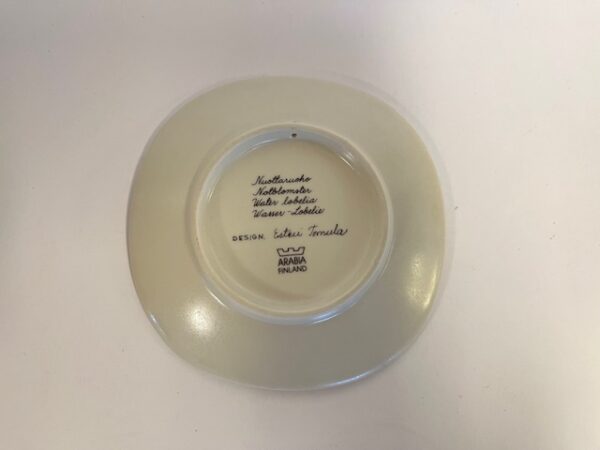 Nuottaruoho
Notblomster
Water lobelia
Wasser-Lobelie
DESIGN. Esteri Tomula
ARABIA
FINLAND